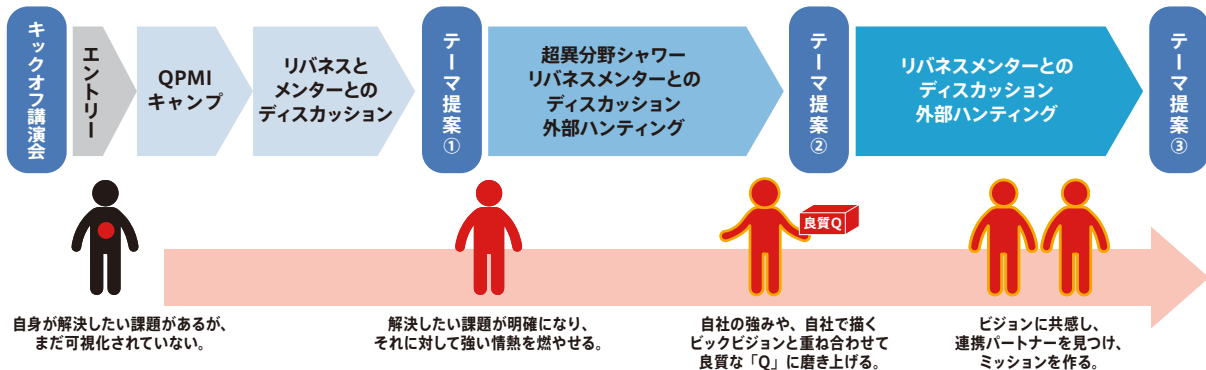 キックオフ講演会
エントリー
QPMI
キャンプ
リバネスと
メンターとの
ディスカッション
テーマ提案①
超異分野シャワー
リバネスメンターとの
ディスカッション
外部ハンティング
テーマ提案②
リバネスメンターとの
ディスカッション
外部ハンティング
テーマ提案③
良質Q
自身が解決したい課題があるが、
まだ可視化されていない。
解決したい課題が明確になり、
それに対して強い情熱を燃やせる。
自社の強みや、自社で描く
ビックビジョンと重ね合わせて
良質な「Q」に磨き上げる。
ビジョンに共感し、
連携パートナーを見つけ、
ミッションを作る。